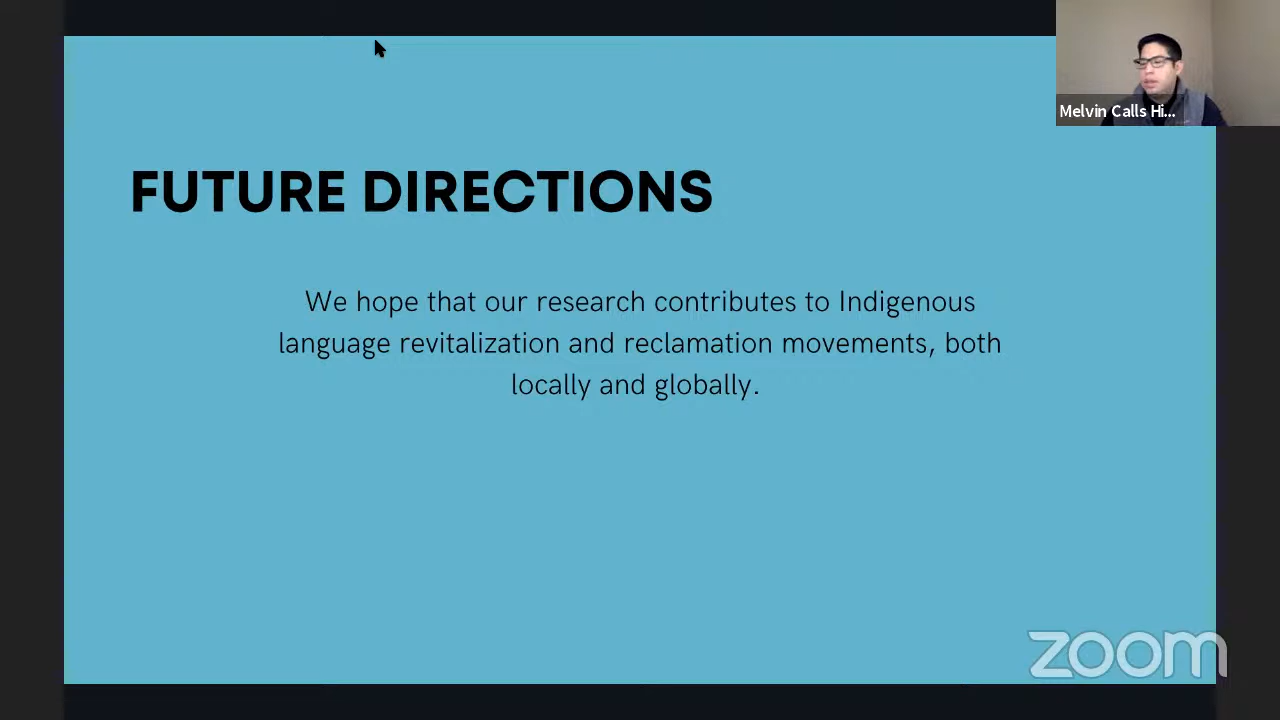 Melvin Calls Hi...
FUTURE DIRECTIONS
We hope that our research contributes to Indigenous
language revitalization and reclamation movements, both
locally and globally.
zoom